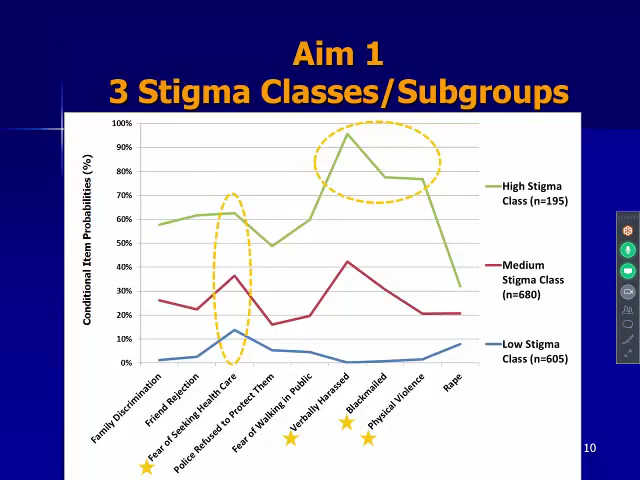 Aim 1
3 Stigma Classes/Subgroups
Conditional Item Probabilities (%)
100%
90%
80%
70%
60%
50%
40%
30%
20%
10%
0%
High Stigma
Class (n=195)
Medium
Stigma Class
(n=680)
Low Stigma
Class (n=605)
Family Discrimination
Friend Rejection
Fear of Seeking Health Care
Police Refused to Protect Them
Fear of Walking in Public
Verbally Harassed
Blackmailed
Physical Violence
Rape
10